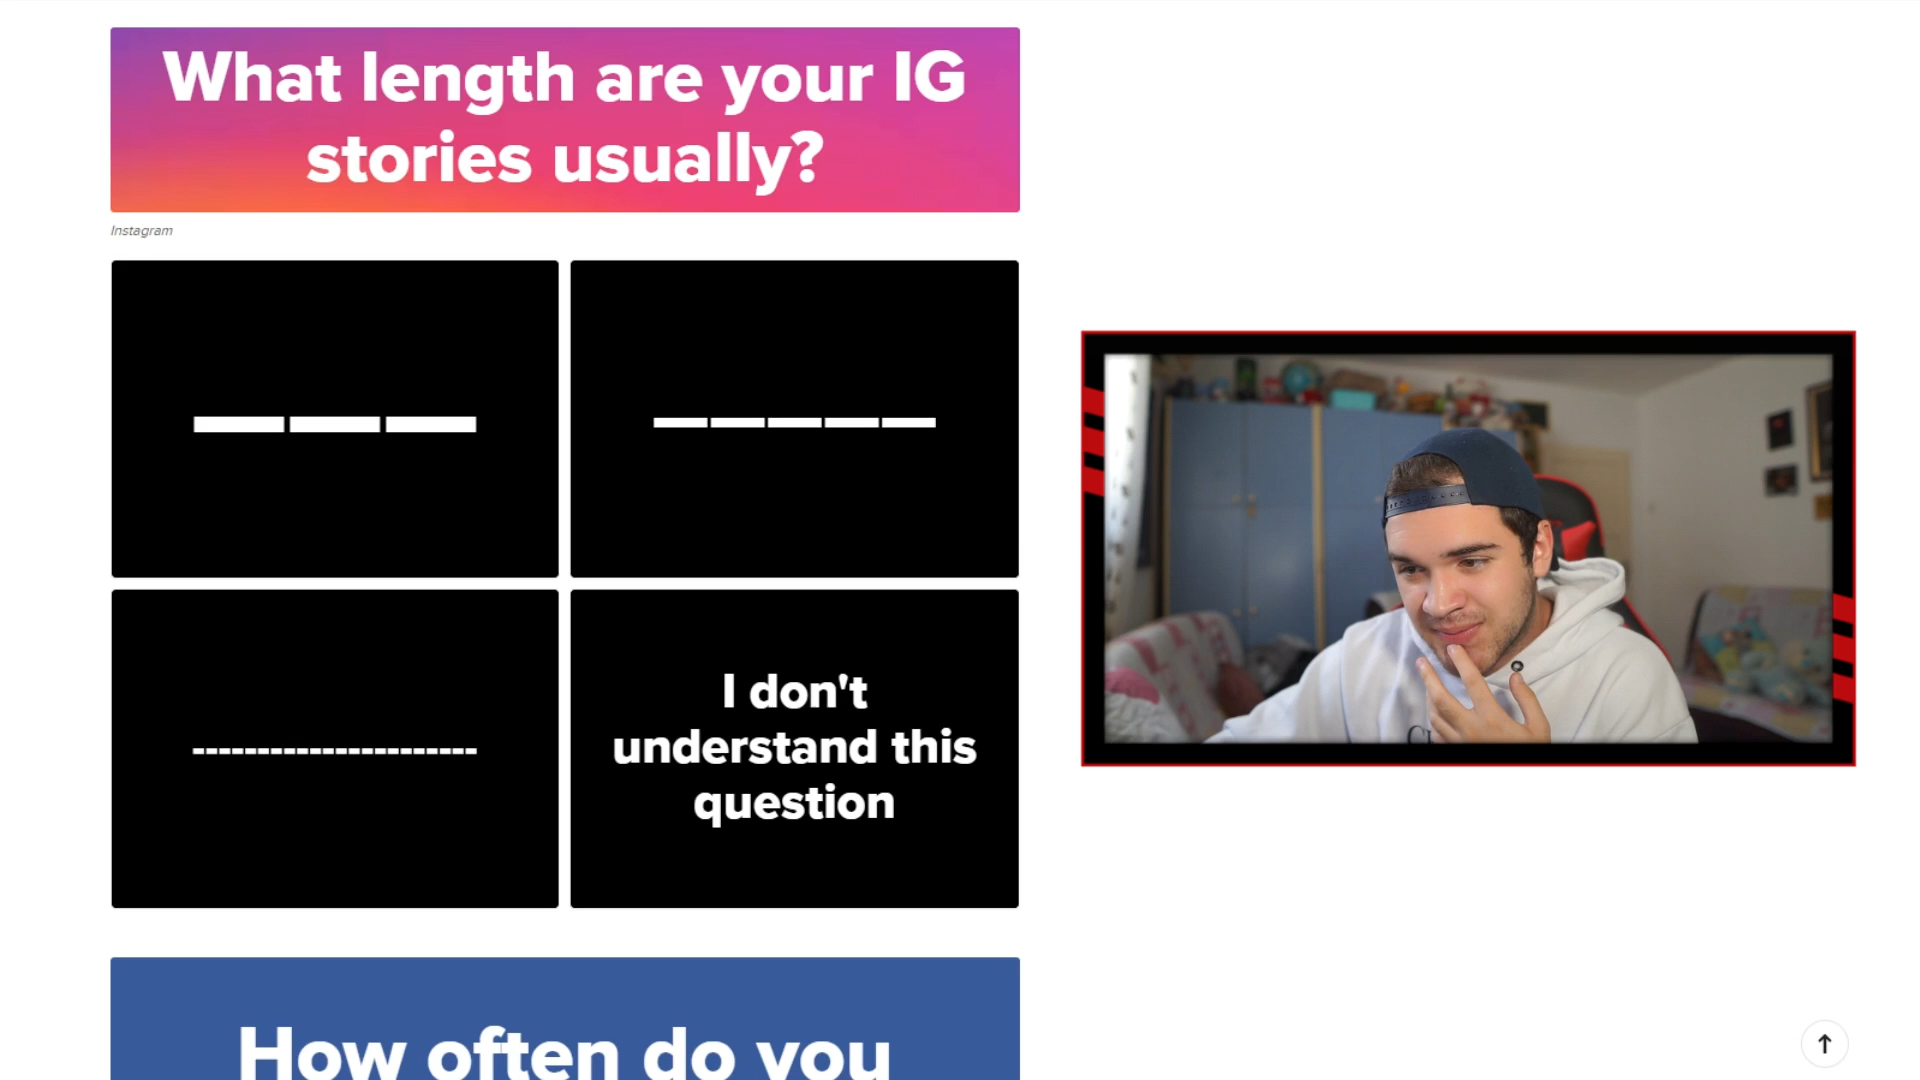 What length are your IG
stories usually?
Instagram
I don't
understand this
question
How often do you